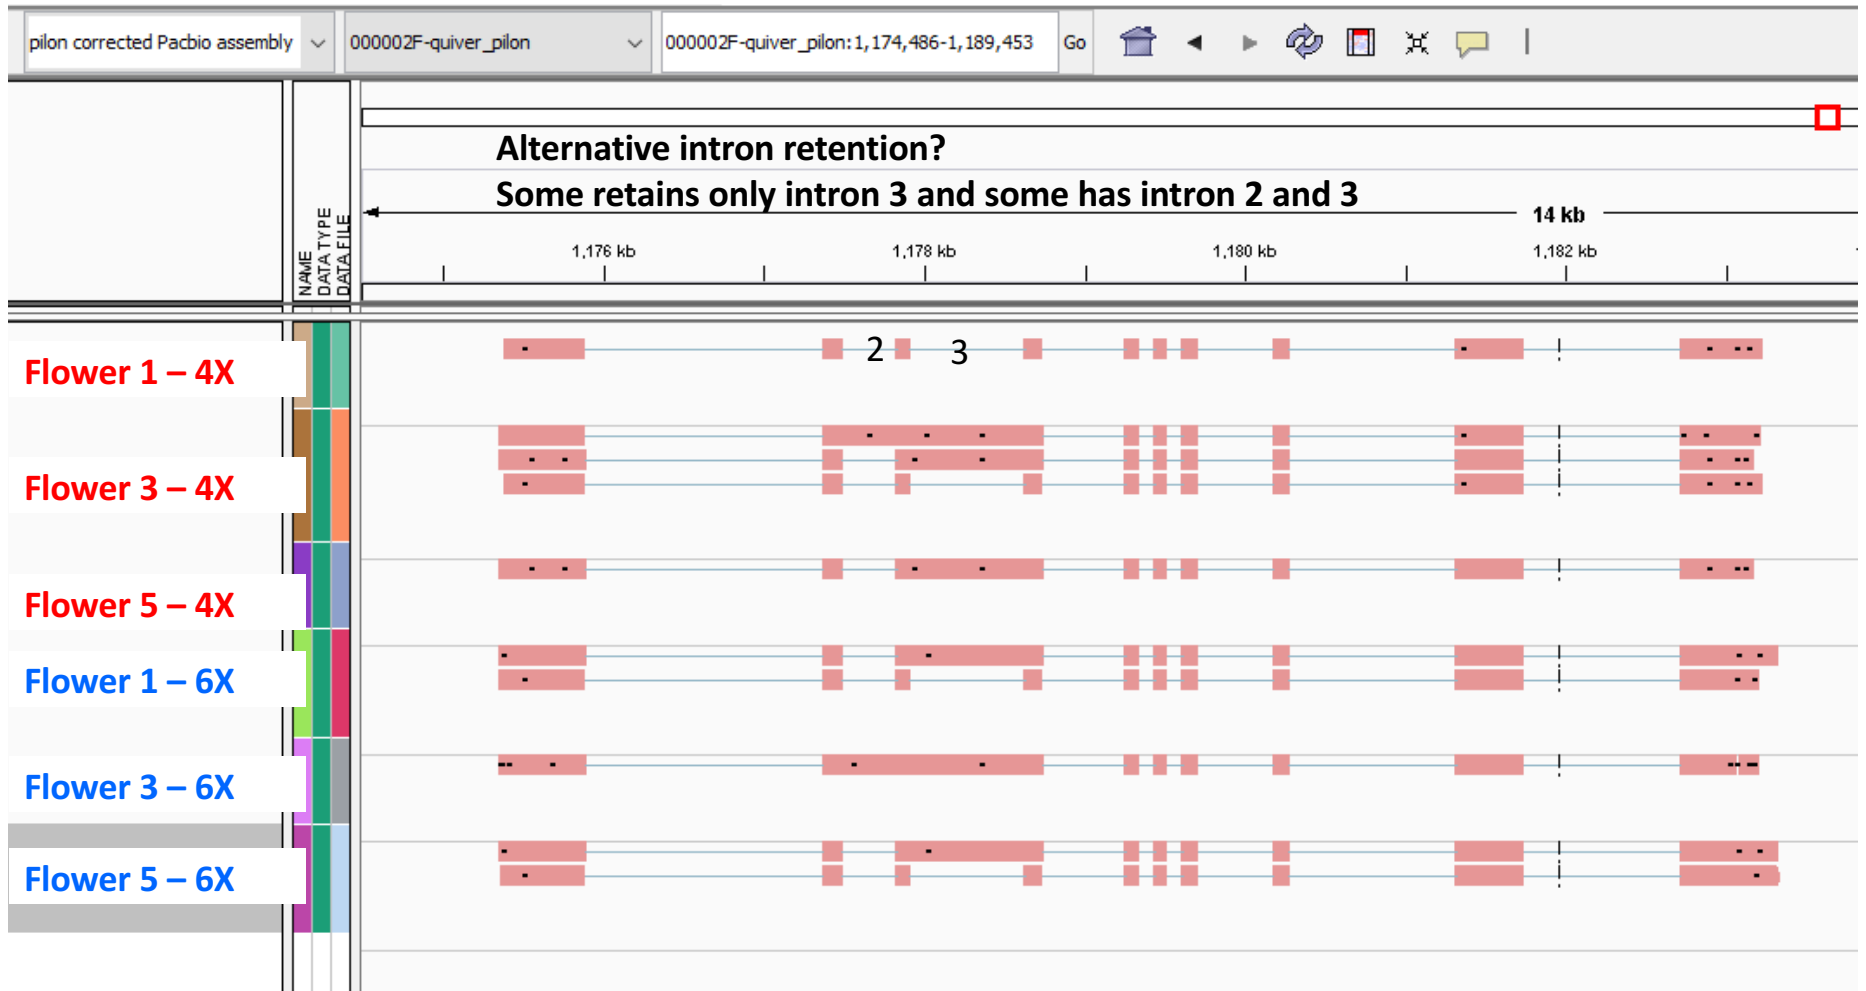 pilon corrected Pacbio assembly 000002F-quiver_pilon 000002F-quiver_pilon:1,174,486-1,189,453 Go
Alternative intron retention?
Some retains only intron 3 and some has intron 2 and 3
14 kb
NAME
DATA TYPE
DATA FILE
1,176 kb 1,178 kb 1,180 kb 1,182 kb
2 3
Flower 1 – 4X
Flower 3 – 4X
Flower 5 – 4X
Flower 1 – 6X
Flower 3 – 6X
Flower 5 – 6X